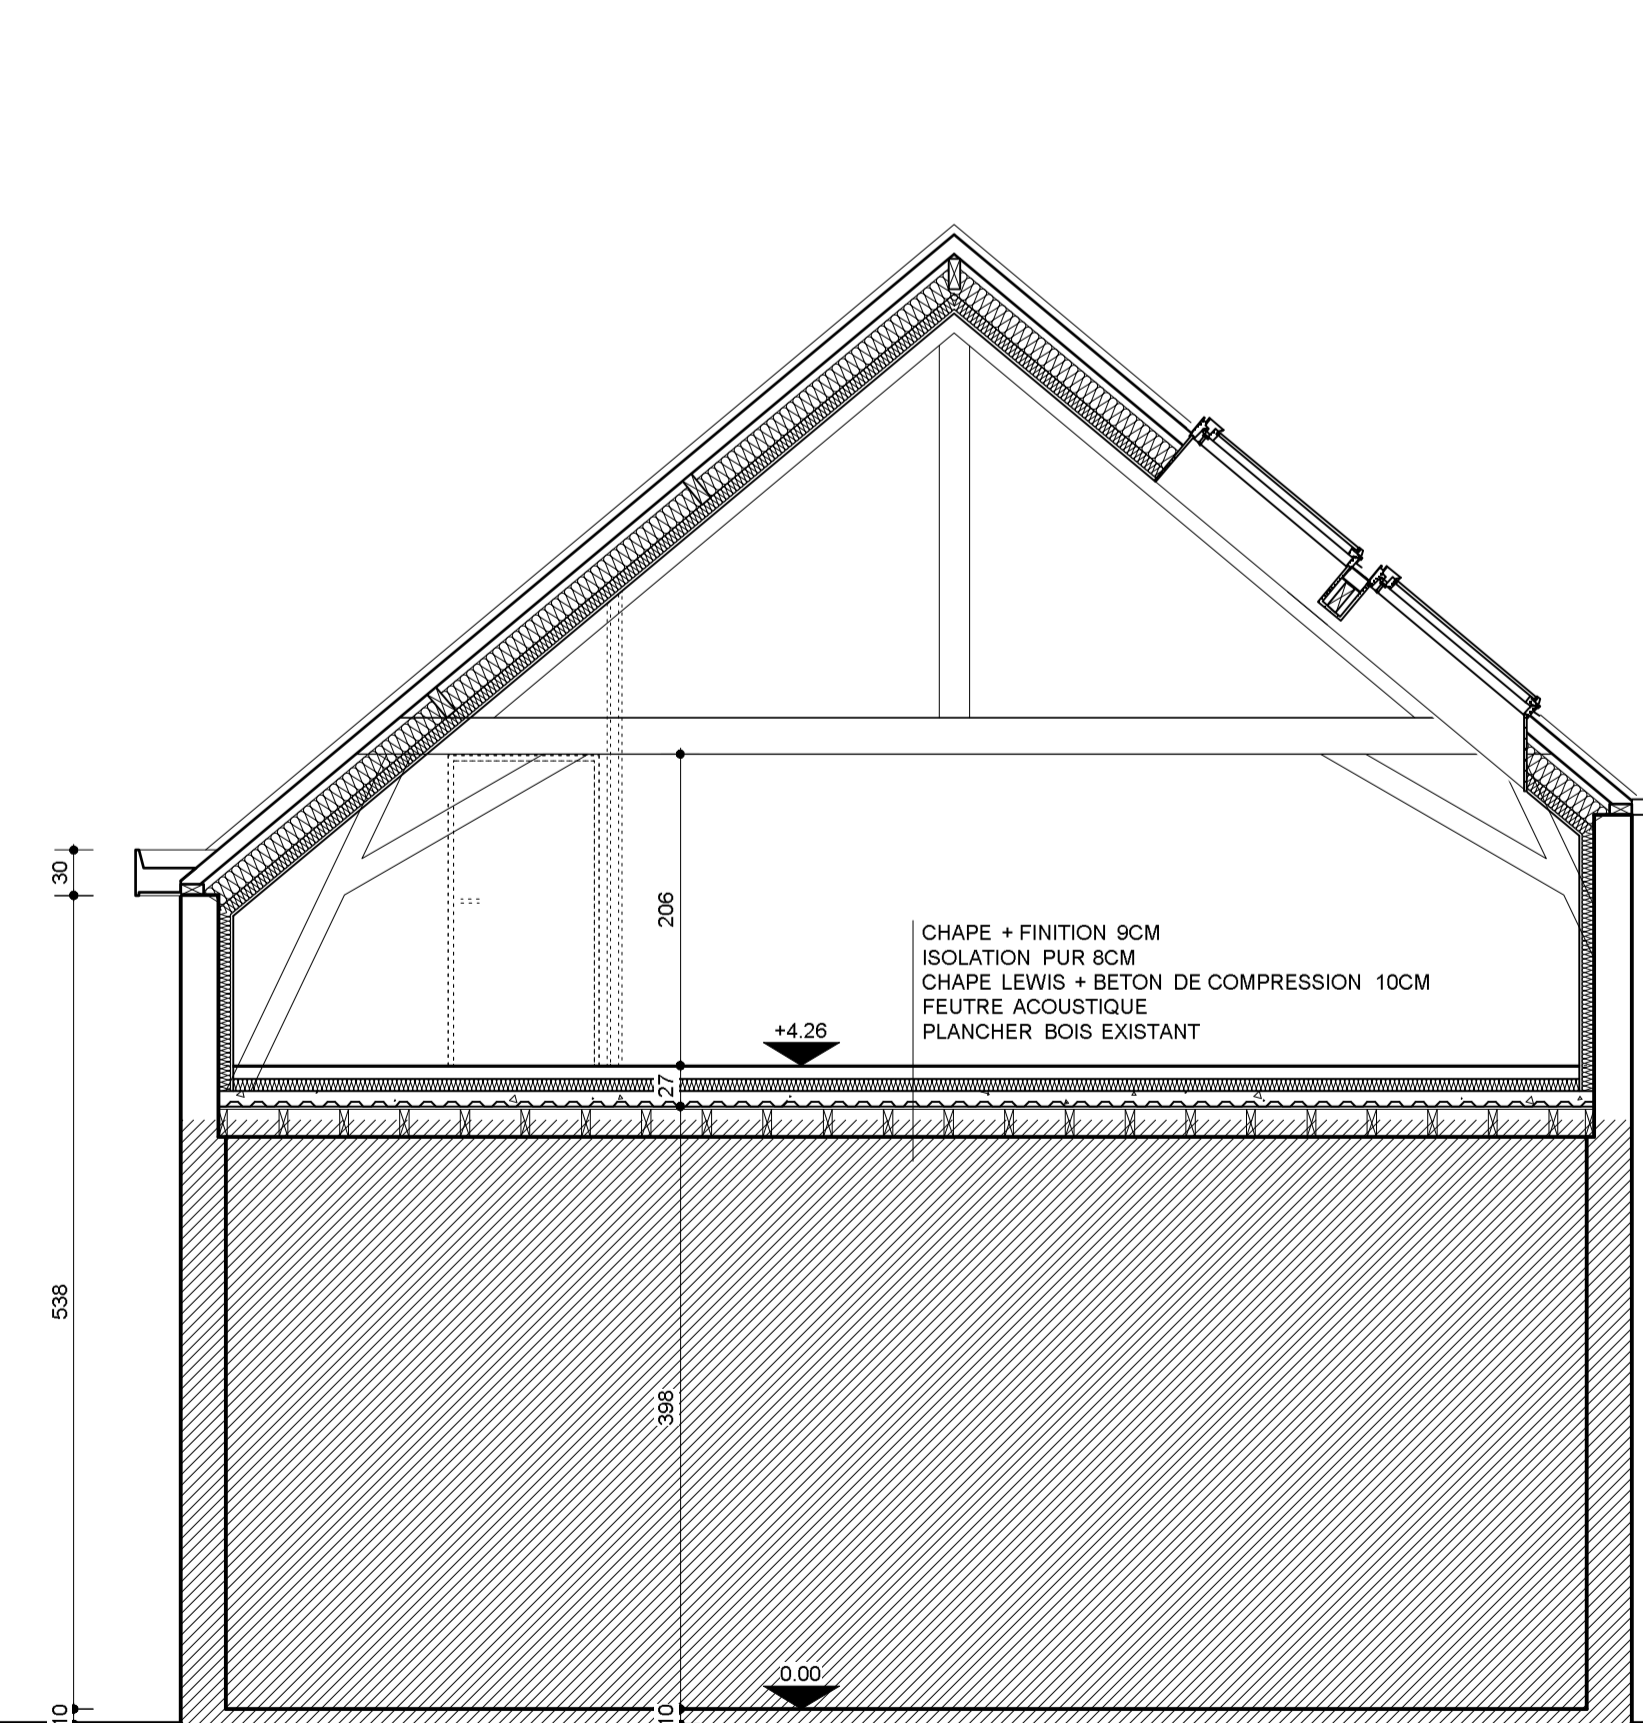 30
206
CHAPE + FINITION 9CM
ISOLATION PUR 8CM
CHAPE LEWIS + BETON DE COMPRESSION 10CM
FEUTRE ACOUSTIQUE
PLANCHER BOIS EXISTANT
+4.26
27
538
398
0.00
10
10